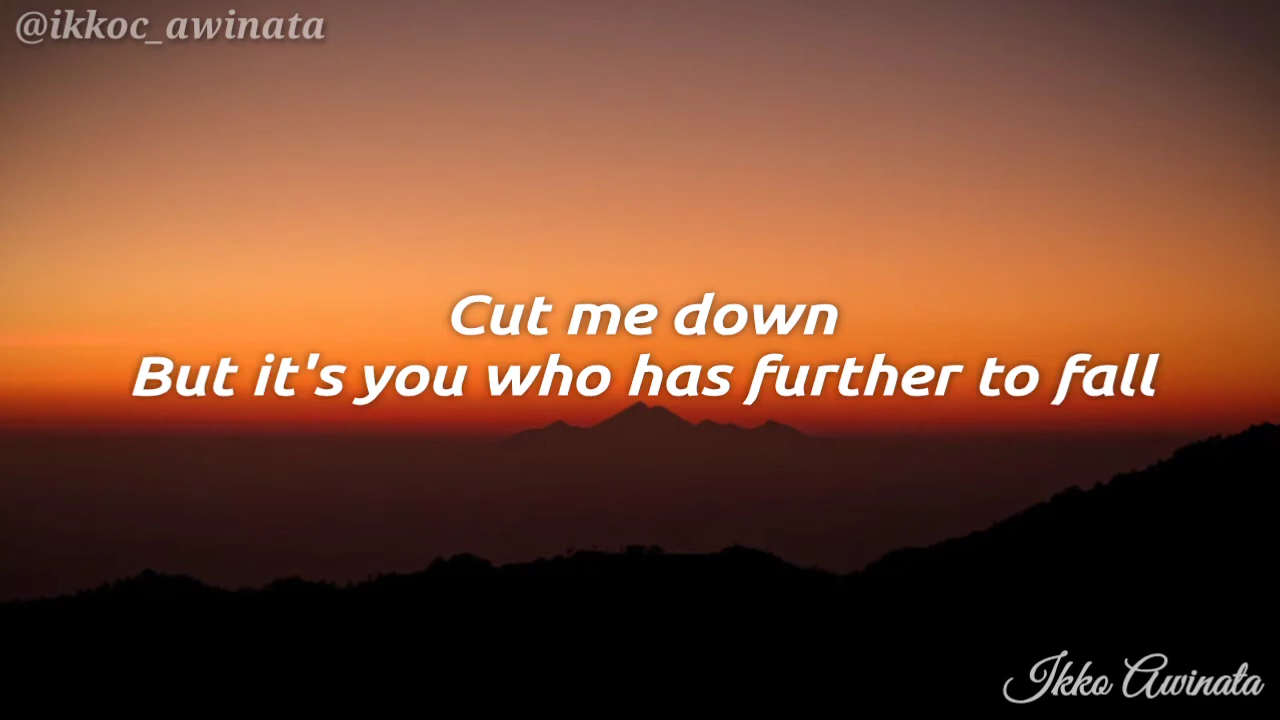 @ikkoc_awinata
Cut me down
But it's you who has further to fall
Ikko Awinata